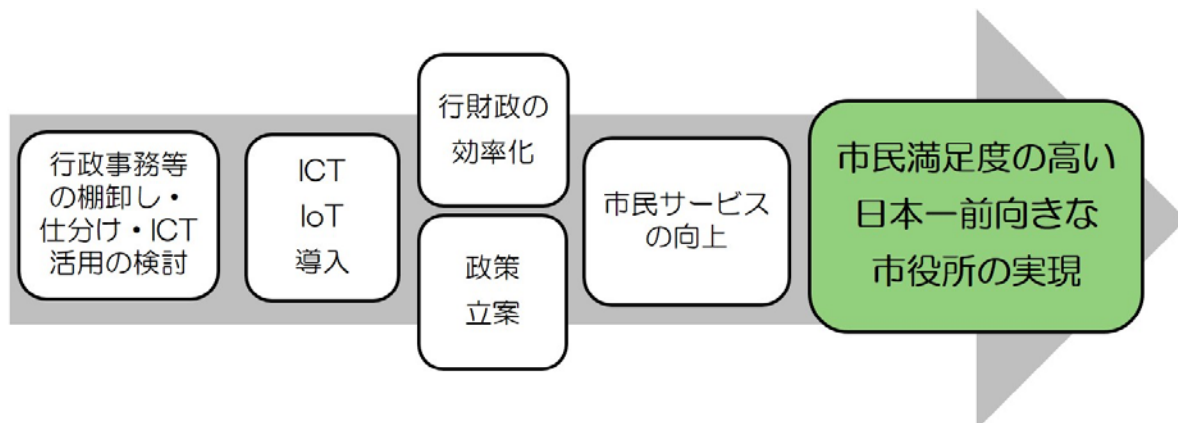 行政事務等
の棚卸し・
仕分け・ICT
活用の検討
ICT
IoT
導入
行財政の
効率化
政策
立案
市民サービス
の向上
市民満足度の高い
日本一前向きな
市役所の実現